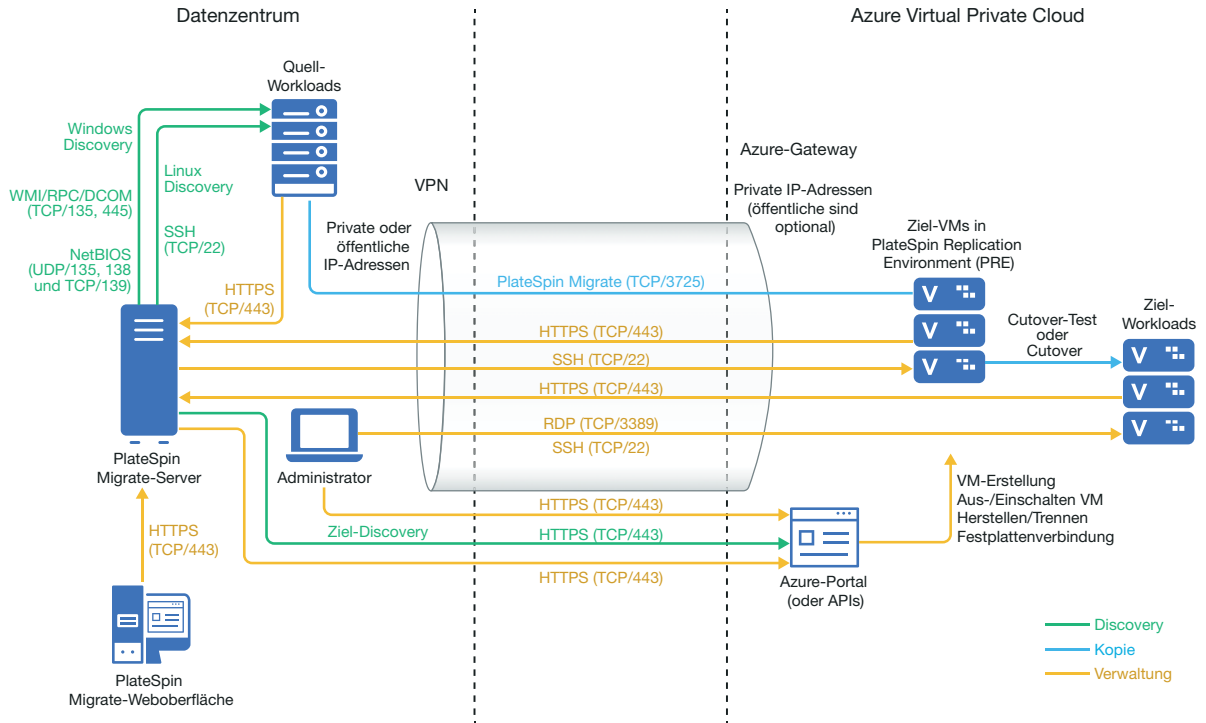 Datenzentrum
Azure Virtual Private Cloud
Quell-
Workloads
Windows
Discovery
Linux
Discovery
WMI/RPC/DCOM
(TCP/135, 445)
SSH
(TCP/22)
NetBIOS
(UDP/135, 138
und TCP/139)
HTTPS
(TCP/443)
VPN
Private oder
öffentliche
IP-Adressen
Azure-Gateway
Private IP-Adressen
(öffentliche sind
optional)
Ziel-VMs in
PlateSpin Replication
Environment (PRE)
PlateSpin Migrate (TCP/3725)
V
V
V
HTTPS (TCP/443)
SSH (TCP/22)
HTTPS (TCP/443)
RDP (TCP/3389)
SSH (TCP/22)
Cutover-Test
oder
Cutover
Ziel-
Workloads
V
V
V
PlateSpin
Migrate-Server
Administrator
HTTPS
(TCP/443)
HTTPS (TCP/443)
Ziel-Discovery
HTTPS (TCP/443)
HTTPS (TCP/443)
VM-Erstellung
Aus-/Einschalten VM
Herstellen/Trennen
Festplattenverbindung
Azure-Portal
(oder APIs)
PlateSpin
Migrate-Weboberfläche
Discovery
Kopie
Verwaltung